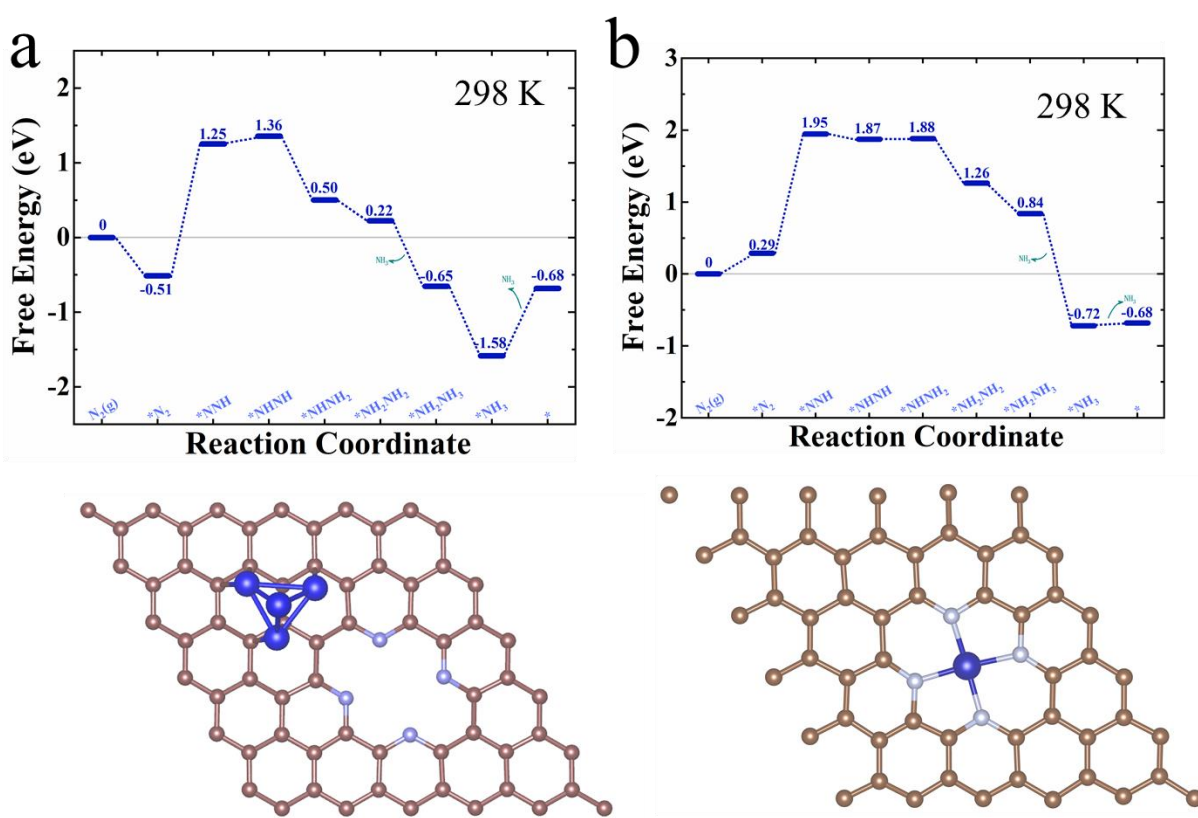 a
298 K
Free Energy (eV)
2
1
0
-1
-2
0
-0.51
1.25
1.36
0.50
0.22
NH₃
-0.65
-1.58
NH₃
-0.68
N₂(g)
*N₂
*NNH
*NHNH
*NHNH₂
*NH₂NH₂
*NH₂NH₃
*NH₃
*
Reaction Coordinate
b
298 K
Free Energy (eV)
3
2
1
0
-1
-2
0
0.29
1.95
1.87
1.88
1.26
0.84
NH₃
-0.72
NH₃
-0.68
N₂(g)
*N₂
*NNH
*NHNH
*NHNH₂
*NH₂NH₂
*NH₂NH₃
*NH₃
*
Reaction Coordinate